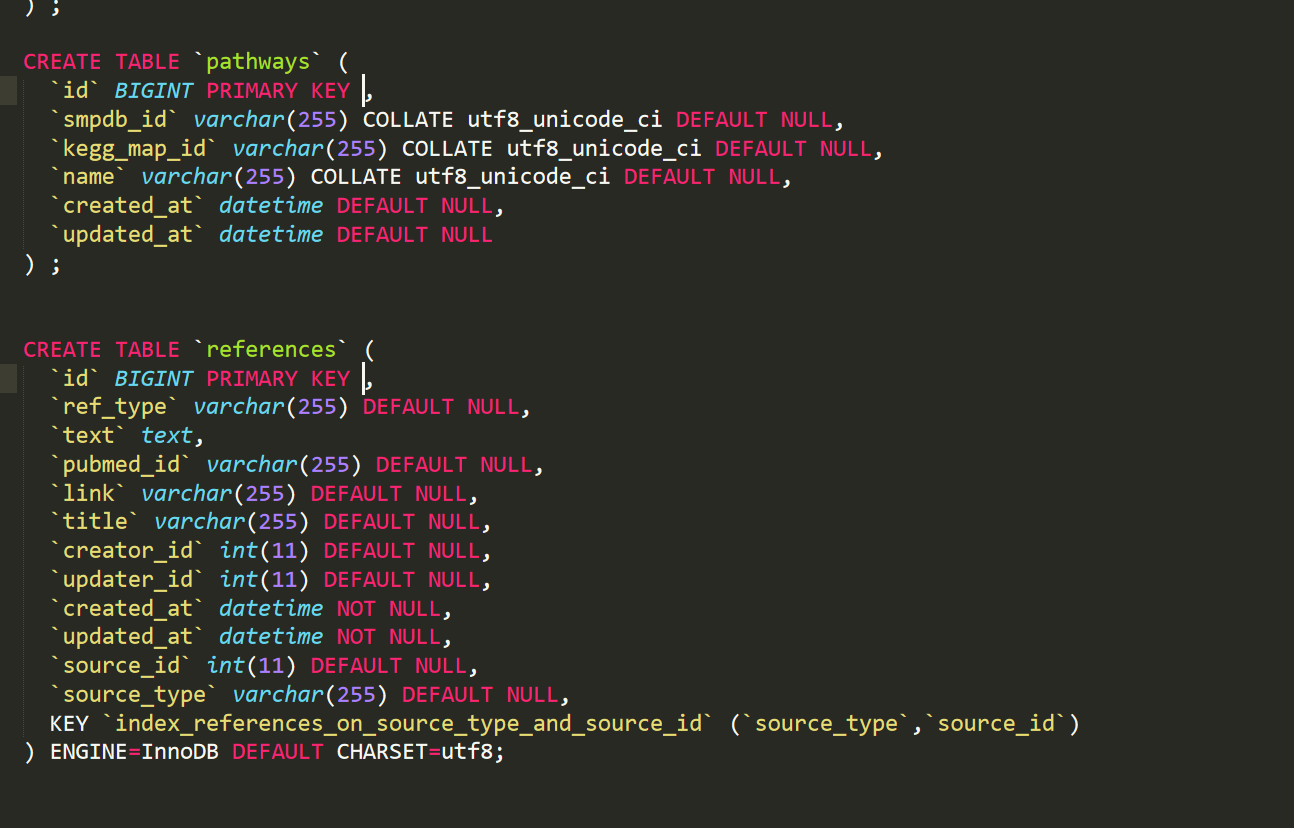 ) ;
CREATE TABLE `pathways` (
`id` BIGINT PRIMARY KEY ,
`smpdb_id` varchar(255) COLLATE utf8_unicode_ci DEFAULT NULL,
`kegg_map_id` varchar(255) COLLATE utf8_unicode_ci DEFAULT NULL,
`name` varchar(255) COLLATE utf8_unicode_ci DEFAULT NULL,
`created_at` datetime DEFAULT NULL,
`updated_at` datetime DEFAULT NULL
) ;
CREATE TABLE `references` (
`id` BIGINT PRIMARY KEY ,
`ref_type` varchar(255) DEFAULT NULL,
`text` text,
`pubmed_id` varchar(255) DEFAULT NULL,
`link` varchar(255) DEFAULT NULL,
`title` varchar(255) DEFAULT NULL,
`creator_id` int(11) DEFAULT NULL,
`updater_id` int(11) DEFAULT NULL,
`created_at` datetime NOT NULL,
`updated_at` datetime NOT NULL,
`source_id` int(11) DEFAULT NULL,
`source_type` varchar(255) DEFAULT NULL,
KEY `index_references_on_source_type_and_source_id` (`source_type`,`source_id`)
) ENGINE=InnoDB DEFAULT CHARSET=utf8;